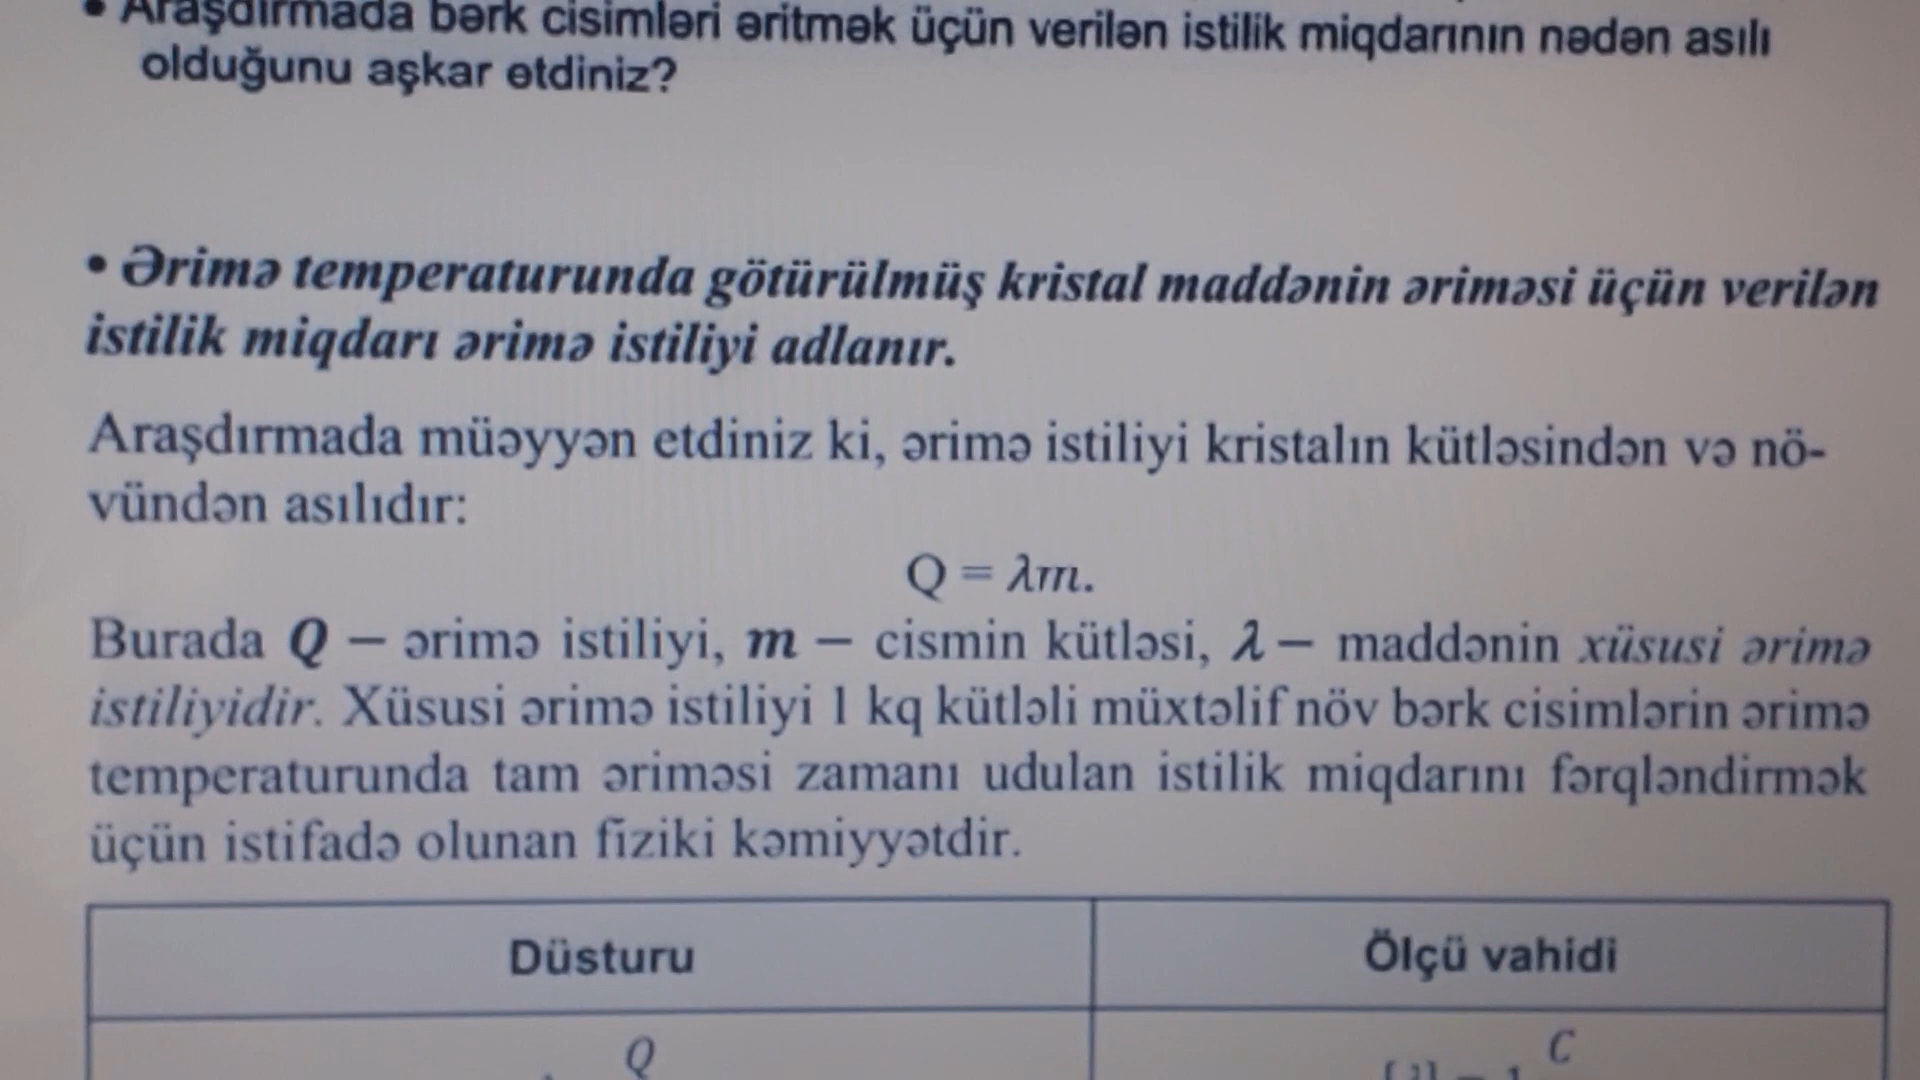 • Araşdırmada bərk cisimləri əritmək üçün verilən istilik miqdarının nədən asılı
olduğunu aşkar etdiniz?
• Ərimə temperaturunda götürülmüş kristal maddənin əriməsi üçün verilən
istilik miqdarı ərimə istiliyi adlanır.
Araşdırmada müəyyən etdiniz ki, ərimə istiliyi kristalın kütləsindən və nö-
vündən asılıdır:
Q = λm.
Burada Q – ərimə istiliyi, m – cismin kütləsi, λ – maddənin xüsusi ərimə
istiliyidir. Xüsusi ərimə istiliyi 1 kq kütləli müxtəlif növ bərk cisimlərin ərimə
temperaturunda tam əriməsi zamanı udulan istilik miqdarını fərqləndirmək
üçün istifadə olunan fiziki kəmiyyətdir.
Düsturu
Ölçü vahidi
Q
C